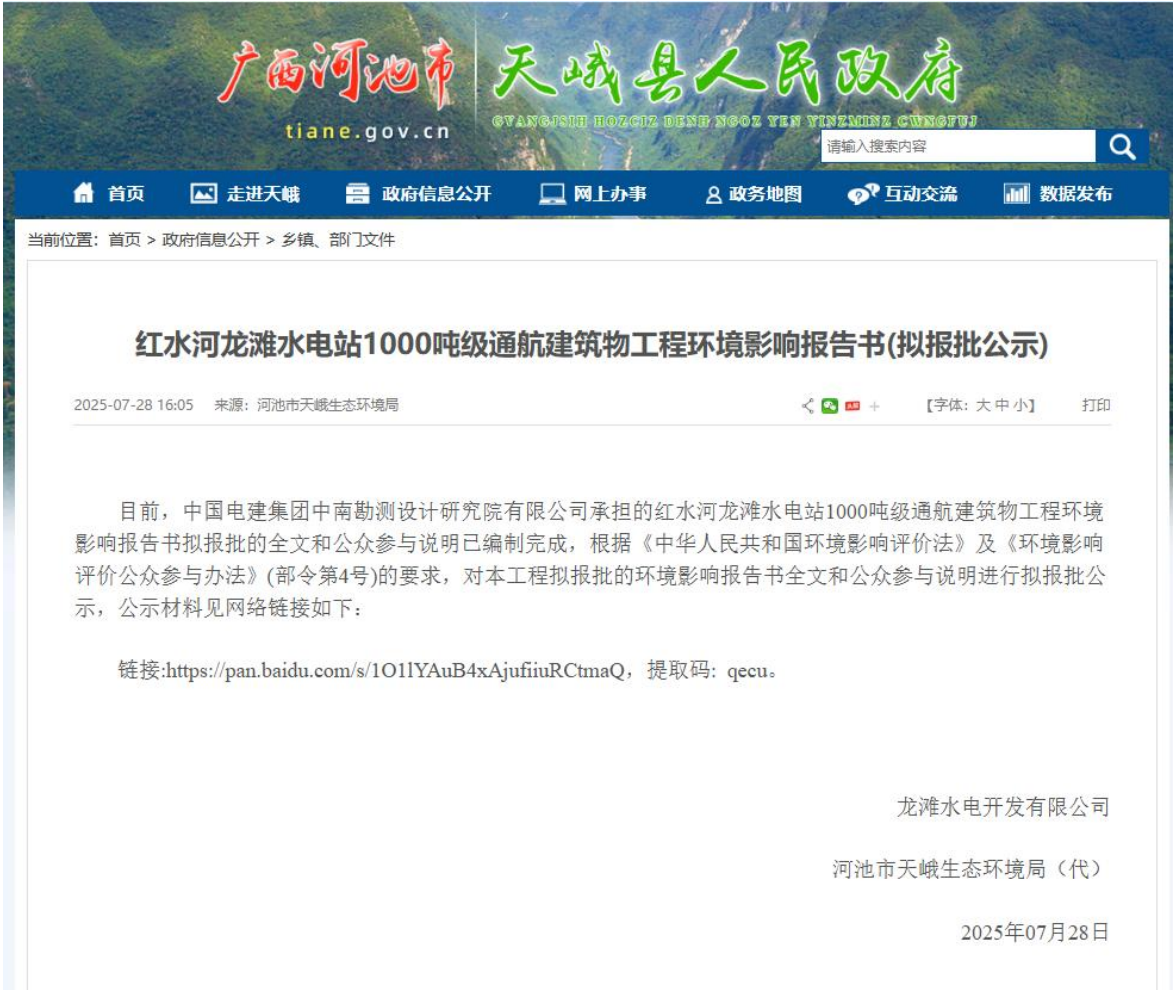 广西河池市
天峨县人民政府
GVANGJSIH HOZCIZ DENH NGOZ YEN YINZMINZ CWNGFUJ
tiane.gov.cn
请输入搜索内容
首页 走进天峨 政府信息公开 网上办事 政务地图 互动交流 数据发布
当前位置：首页 > 政府信息公开 > 乡镇、部门文件
红水河龙滩水电站1000吨级通航建筑物工程环境影响报告书(拟报批公示)
2025-07-28 16:05 来源：河池市天峨生态环境局 【字体：大 中 小】 打印
目前，中国电建集团中南勘测设计研究院有限公司承担的红水河龙滩水电站1000吨级通航建筑物工程环境
影响报告书拟报批的全文和公众参与说明已编制完成，根据《中华人民共和国环境影响评价法》及《环境影响
评价公众参与办法》(部令第4号)的要求，对本工程拟报批的环境影响报告书全文和公众参与说明进行拟报批公
示，公示材料见网络链接如下：
链接:https://pan.baidu.com/s/1O1lYAuB4xAjufiiuRCtmaQ，提取码: qecu。
龙滩水电开发有限公司
河池市天峨生态环境局（代）
2025年07月28日